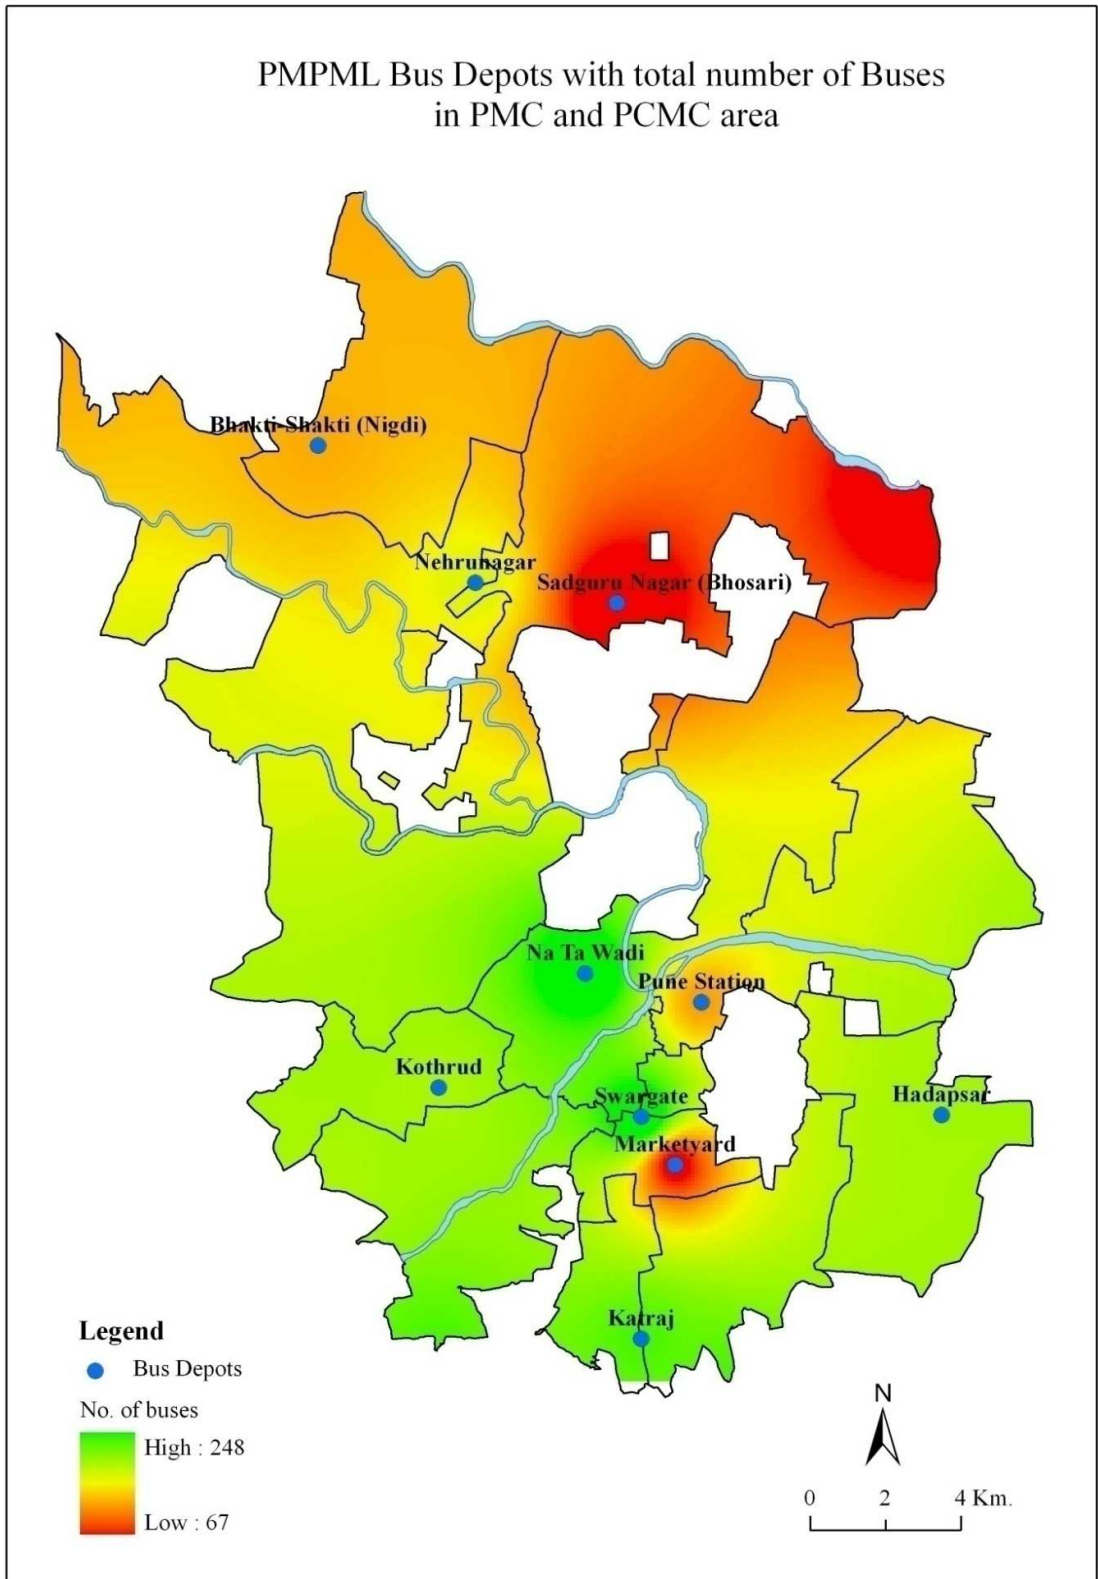 PMPML Bus Depots with total number of Buses
in PMC and PCMC area
Bhakti-Shakti (Nigdi)
Nehrunagar
Sadguru Nagar (Bhosari)
Na Ta Wadi
Pune Station
Kothrud
Swargate
Hadapsar
Marketyard
Katraj
Legend
Bus Depots
No. of buses
High : 248
Low : 67
N
0 2 4 Km.